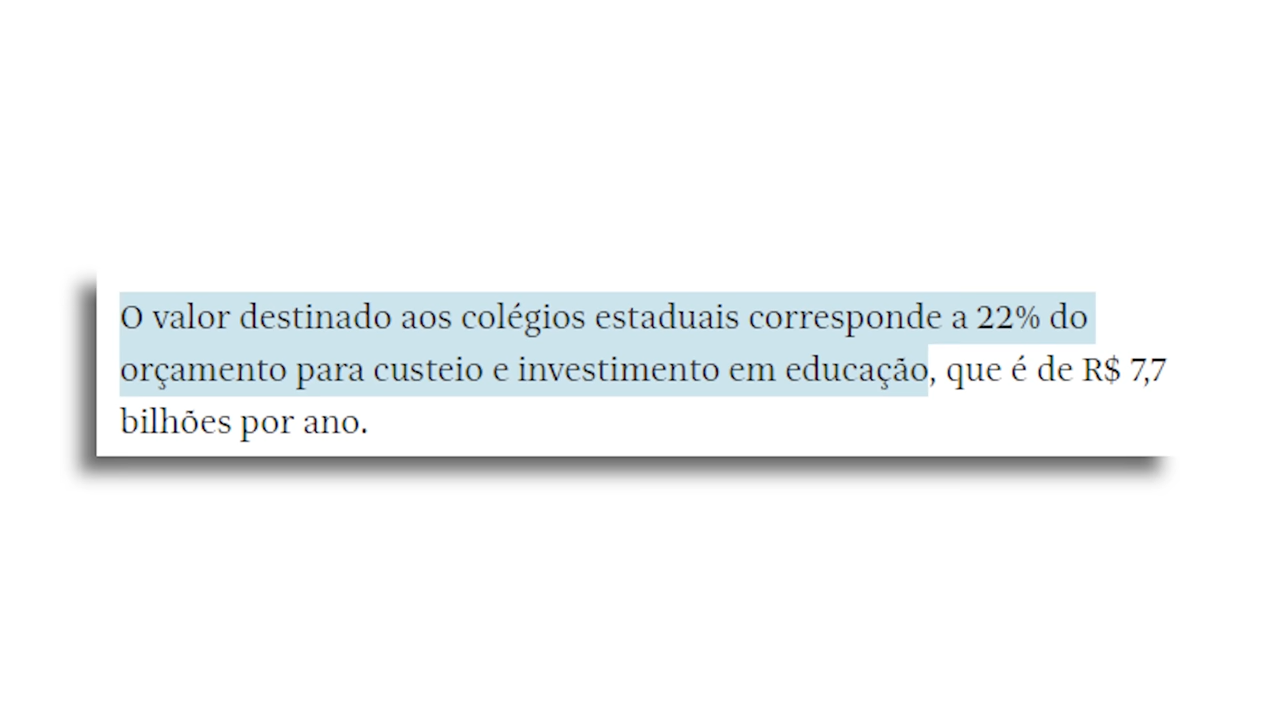 O valor destinado aos colégios estaduais corresponde a 22% do
orçamento para custeio e investimento em educação, que é de R$ 7,7
bilhões por ano.